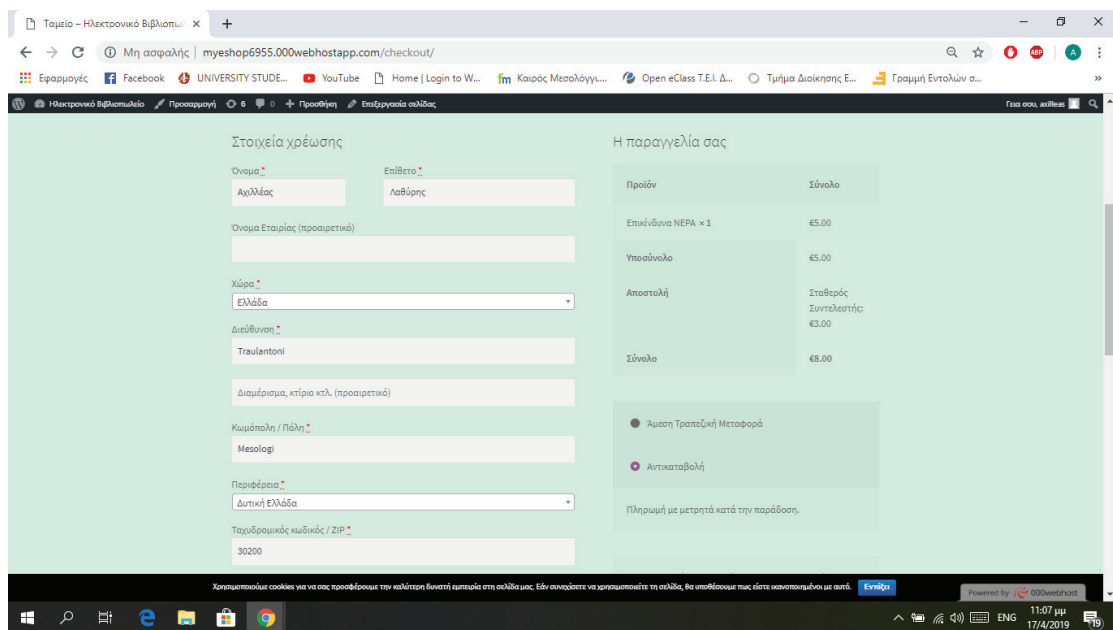 Ταμείο – Ηλεκτρονικό Βιβλιοπω
Μη ασφαλής | myeshop6955.000webhostapp.com/checkout/
ABP
A
Εφαρμογές Facebook UNIVERSITY STUDE... YouTube Home | Login to W... fm Καιρός Μεσολόγγι.... Open eClass Τ.Ε.Ι. Δ... Τμήμα Διοίκησης Ε... Γραμμή Εντολών σ... »
Ηλεκτρονικό Βιβλιοπωλείο Προσαρμογή 6 0 Προσθήκη Επεξεργασία σελίδας Γεια σου, axilleas
Στοιχεία χρέωσης
Όνομα * Επίθετο *
Αχιλλέας Λαθύρης
Όνομα Εταιρίας (προαιρετικό)
Χώρα *
Ελλάδα
Διεύθυνση *
Traulantoni
Διαμέρισμα, κτίριο κτλ. (προαιρετικό)
Κωμόπολη / Πόλη *
Mesologi
Περιφέρεια *
Δυτική Ελλάδα
Ταχυδρομικός κωδικός / ZIP *
30200
Η παραγγελία σας
Προϊόν Σύνολο
Επικίνδυνα ΝΕΡΑ × 1 €5.00
Υποσύνολο €5.00
Αποστολή Σταθερός
Συντελεστής:
€3.00
Σύνολο €8.00
Άμεση Τραπεζική Μεταφορά
Αντικαταβολή
Πληρωμή με μετρητά κατά την παράδοση.
Χρησιμοποιούμε cookies για να σας προσφέρουμε την καλύτερη δυνατή εμπειρία στη σελίδα μας. Εάν συνεχίσετε να χρησιμοποιείτε τη σελίδα, θα υποθέσουμε πως είστε ικανοποιημένοι με αυτό. Εντάξει
Powered by 000webhost
ENG
11:07 μμ
17/4/2019
19